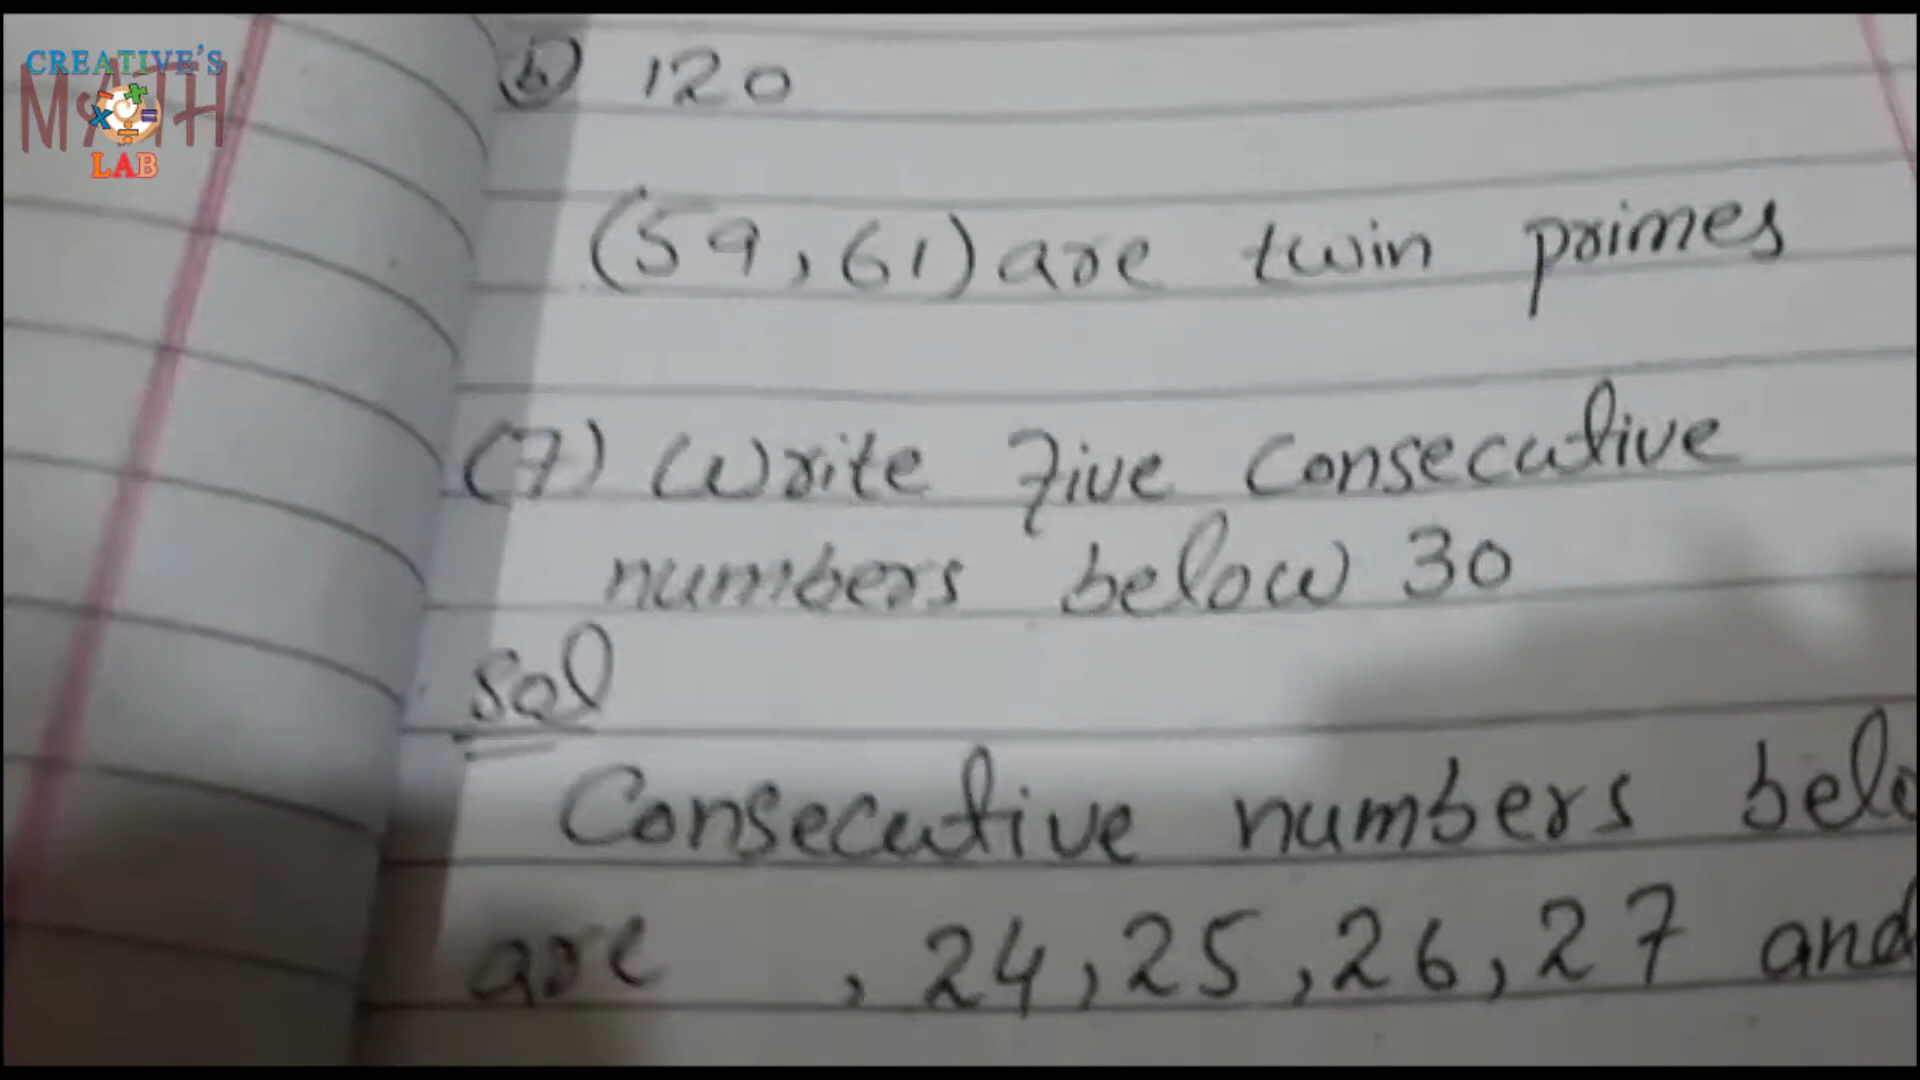 CREATIVE'S
MATH
LAB
b) 120
(59, 61) are twin primes
(7) Write Five Consecutive
numbers below 30
Sol
Consecutive numbers
are , 24, 25, 26, 27 and